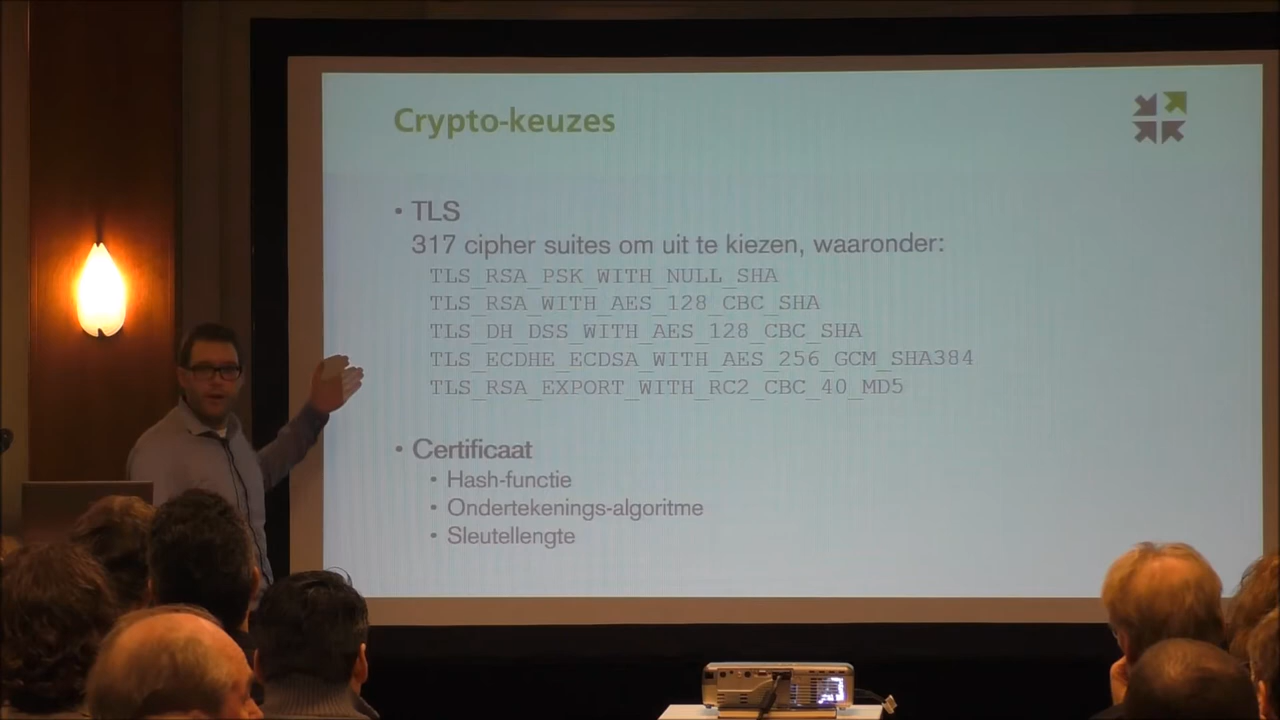 Crypto-keuzes
• TLS
317 cipher suites om uit te kiezen, waaronder:
TLS_RSA_PSK_WITH_NULL_SHA
TLS_RSA_WITH_AES_128_CBC_SHA
TLS_DH_DSS_WITH_AES_128_CBC_SHA
TLS_ECDHE_ECDSA_WITH_AES_256_GCM_SHA384
TLS_RSA_EXPORT_WITH_RC2_CBC_40_MD5
• Certificaat
• Hash-functie
• Ondertekenings-algoritme
• Sleutellengte